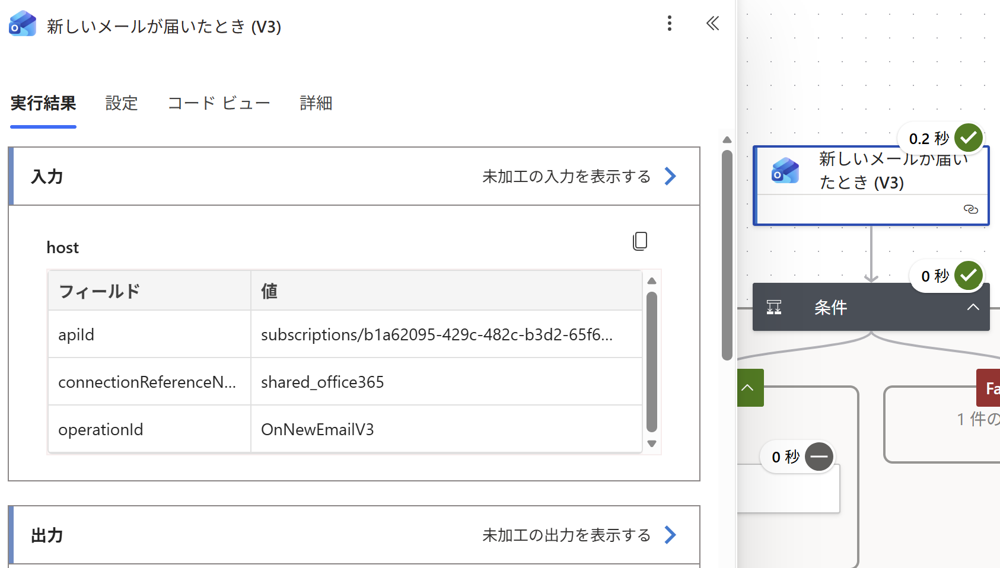 新しいメールが届いたとき (V3)
実行結果 設定 コード ビュー 詳細
入力 未加工の入力を表示する
host
フィールド 値
apiId subscriptions/b1a62095-429c-482c-b3d2-65f6...
connectionReferenceN... shared_office365
operationId OnNewEmailV3
出力 未加工の出力を表示する
0.2 秒
新しいメールが届い
たとき (V3)
0 秒
条件
Fa
1 件の
0 秒